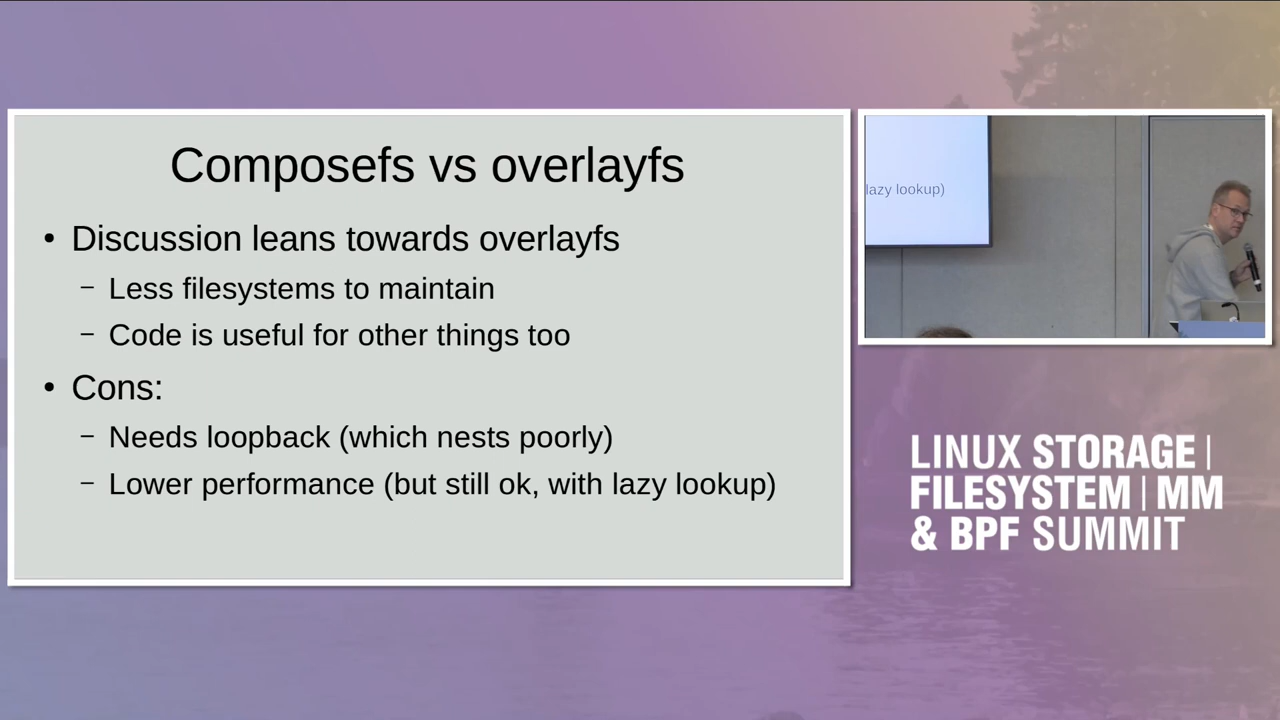 Composefs vs overlayfs
• Discussion leans towards overlayfs
– Less filesystems to maintain
– Code is useful for other things too
• Cons:
– Needs loopback (which nests poorly)
– Lower performance (but still ok, with lazy lookup)
lazy lookup)
LINUX STORAGE |
FILESYSTEM | MM
& BPF SUMMIT